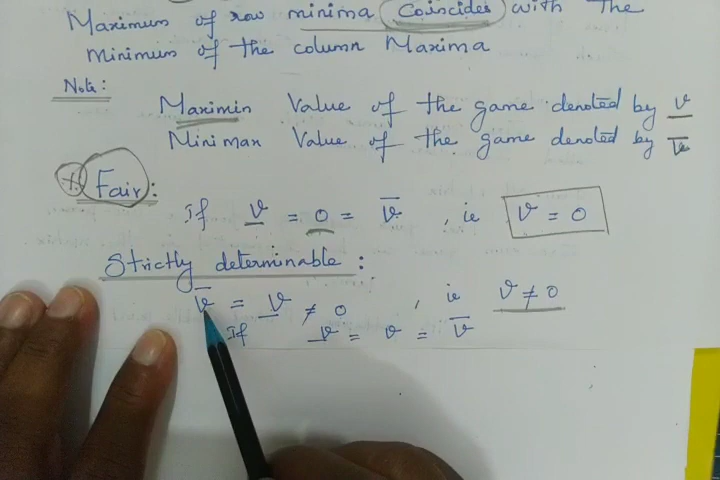 Maximum of row minima Coincides with the
Minimum of the column Maxima
Note:
Maximin Value of the game denoted by v̲
Minimax Value of the game denoted by v̅
Fair:
If v̲ = 0 = v̅ , ie v = 0
Strictly determinable :
v̅ = v̲ ≠ 0 , ie v ≠ 0
If v̲ = v = v̅